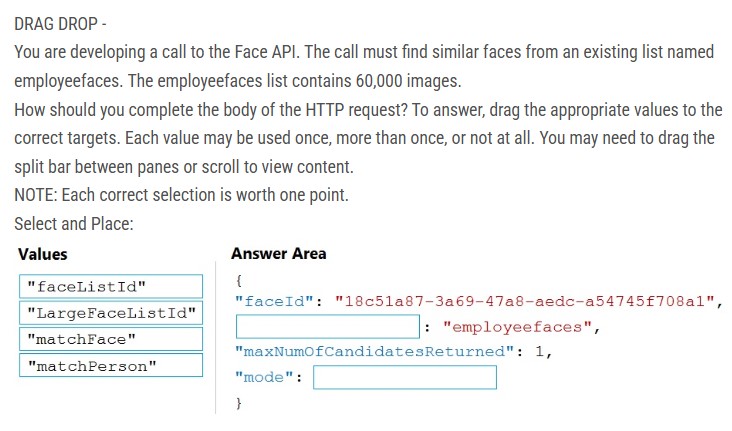 DRAG DROP -
You are developing a call to the Face API. The call must find similar faces from an existing list named
employeefaces. The employeefaces list contains 60,000 images.
How should you complete the body of the HTTP request? To answer, drag the appropriate values to the
correct targets. Each value may be used once, more than once, or not at all. You may need to drag the
split bar between panes or scroll to view content.
NOTE: Each correct selection is worth one point.
Select and Place:
Values
"faceListId"
"LargeFaceListId"
"matchFace"
"matchPerson"
Answer Area
{
"faceId": "18c51a87-3a69-47a8-aedc-a54745f708a1",
: "employeefaces",
"maxNumOfCandidatesReturned": 1,
"mode":
}